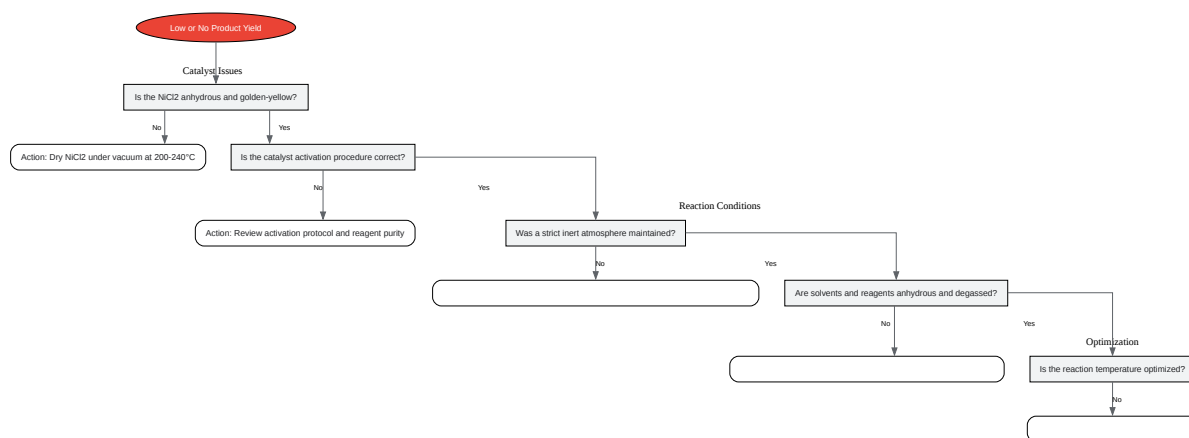 Low or No Product Yield
Catalyst Issues
Is the NiCl2 anhydrous and golden-yellow?
No
Yes
Action: Dry NiCl2 under vacuum at 200-240°C
Is the catalyst activation procedure correct?
No
Yes
Action: Review activation protocol and reagent purity
Reaction Conditions
Was a strict inert atmosphere maintained?
No
Yes
Are solvents and reagents anhydrous and degassed?
No
Yes
Optimization
Is the reaction temperature optimized?
No